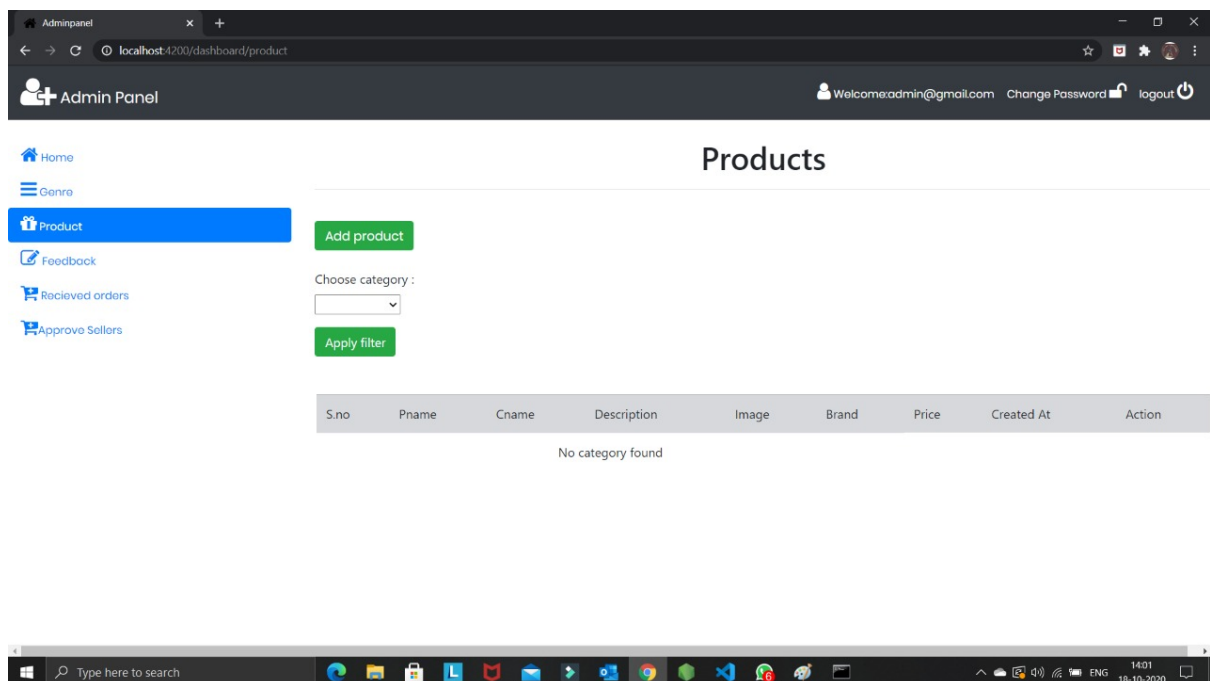 Adminpanel
localhost:4200/dashboard/product
Admin Panel
Welcome:admin@gmail.com Change Password logout
Home
Genre
Product
Feedback
Recieved orders
Approve Sellers
Products
Add product
Choose category :
Apply filter
S.no Pname Cname Description Image Brand Price Created At Action
No category found
Type here to search
L
6
ENG
14:01
18-10-2020